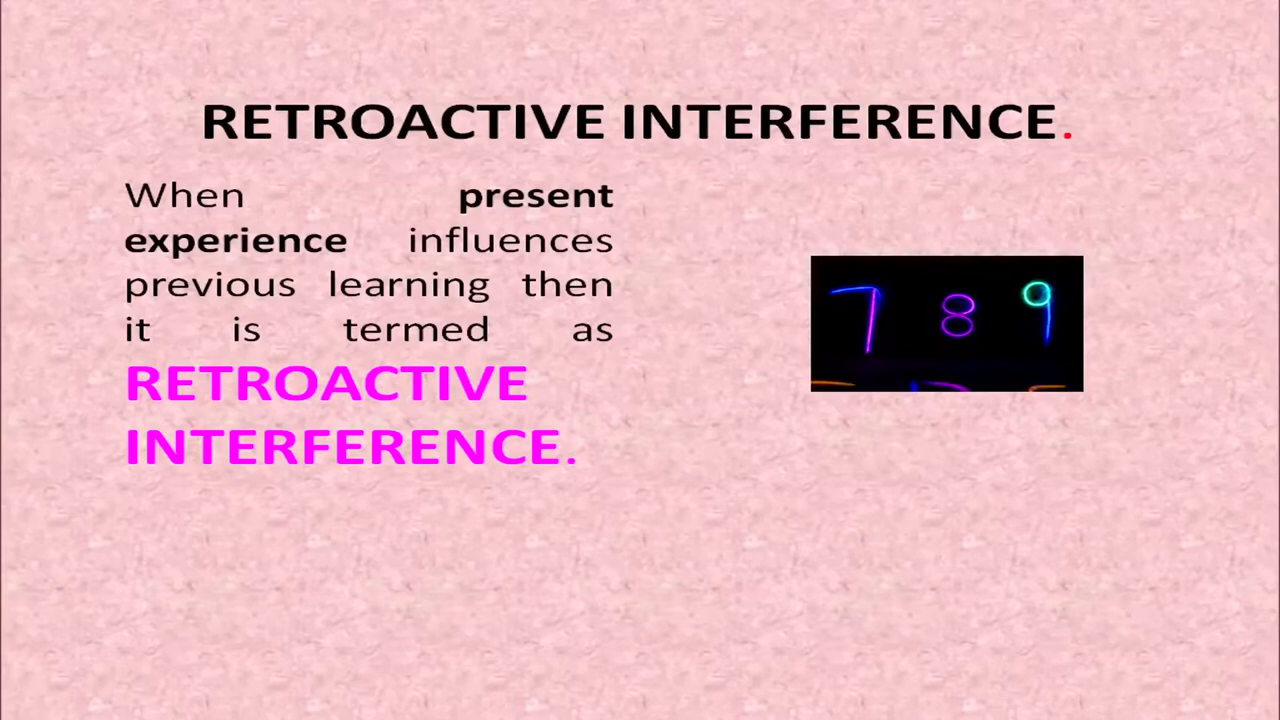 RETROACTIVE INTERFERENCE.
When present
experience influences
previous learning then
it is termed as
RETROACTIVE
INTERFERENCE.
7 8 9